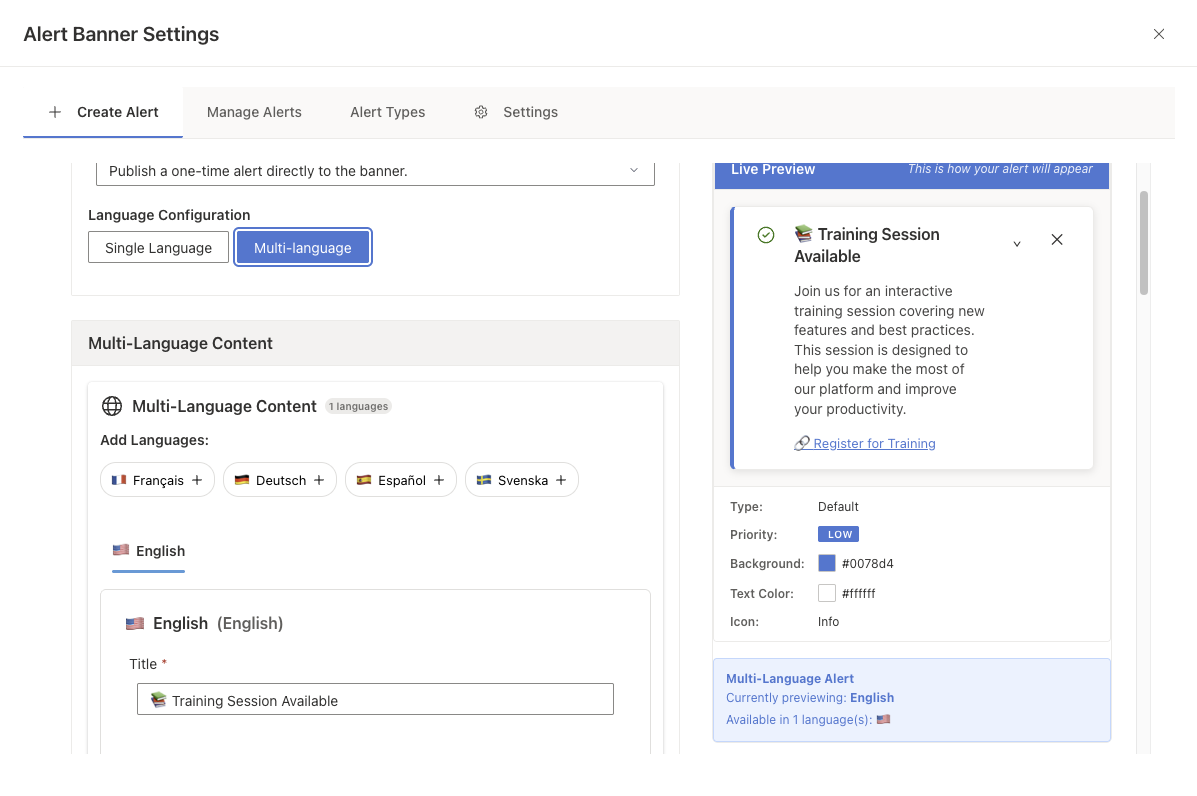 Alert Banner Settings
Create Alert
Manage Alerts
Alert Types
Settings
Publish a one-time alert directly to the banner.
Language Configuration
Single Language
Multi-language
Multi-Language Content
Multi-Language Content
1 languages
Add Languages:
Français
Deutsch
Español
Svenska
English
English (English)
Title *
Training Session Available
Live Preview
This is how your alert will appear
Training Session
Available
Join us for an interactive
training session covering new
features and best practices.
This session is designed to
help you make the most of
our platform and improve
your productivity.
Register for Training
Type: Default
Priority: LOW
Background: #0078d4
Text Color: #ffffff
Icon: Info
Multi-Language Alert
Currently previewing: English
Available in 1 language(s):